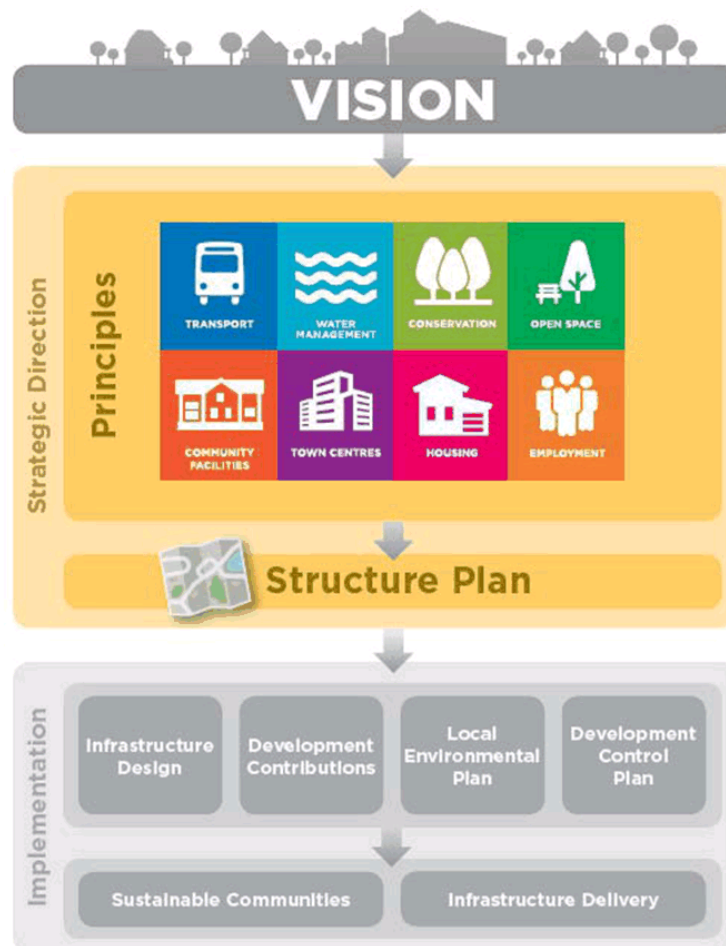 VISION
Strategic Direction
Principles
TRANSPORT
WATER
MANAGEMENT
CONSERVATION
OPEN SPACE
COMMUNITY
FACILITIES
TOWN CENTRES
HOUSING
EMPLOYMENT
Structure Plan
Implementation
Infrastructure
Design
Development
Contributions
Local
Environmental
Plan
Development
Control
Plan
Sustainable Communities
Infrastructure Delivery